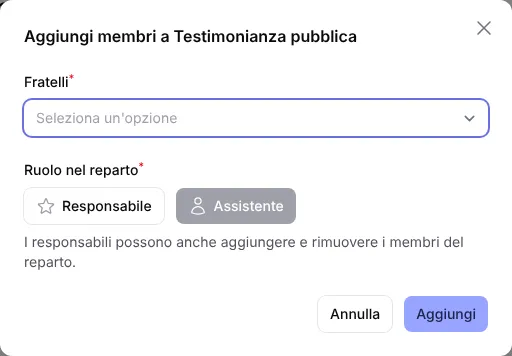 Aggiungi membri a Testimonianza pubblica
Fratelli*
Seleziona un'opzione
Ruolo nel reparto*
Responsabile
Assistente
I responsabili possono anche aggiungere e rimuovere i membri del
reparto.
Annulla
Aggiungi